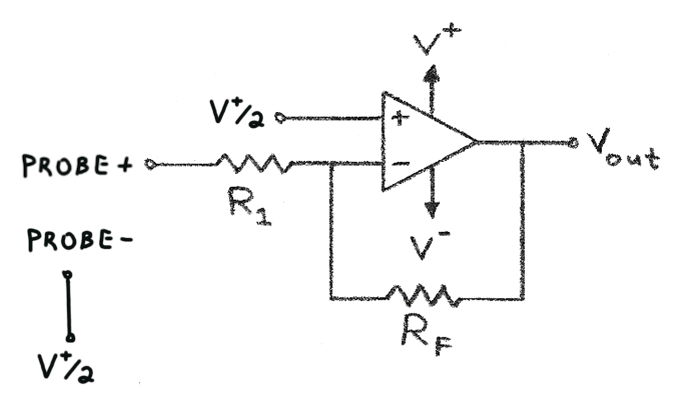 V+
V+/2
+
PROBE +
−
Vout
R1
PROBE −
V-
RF
V+/2